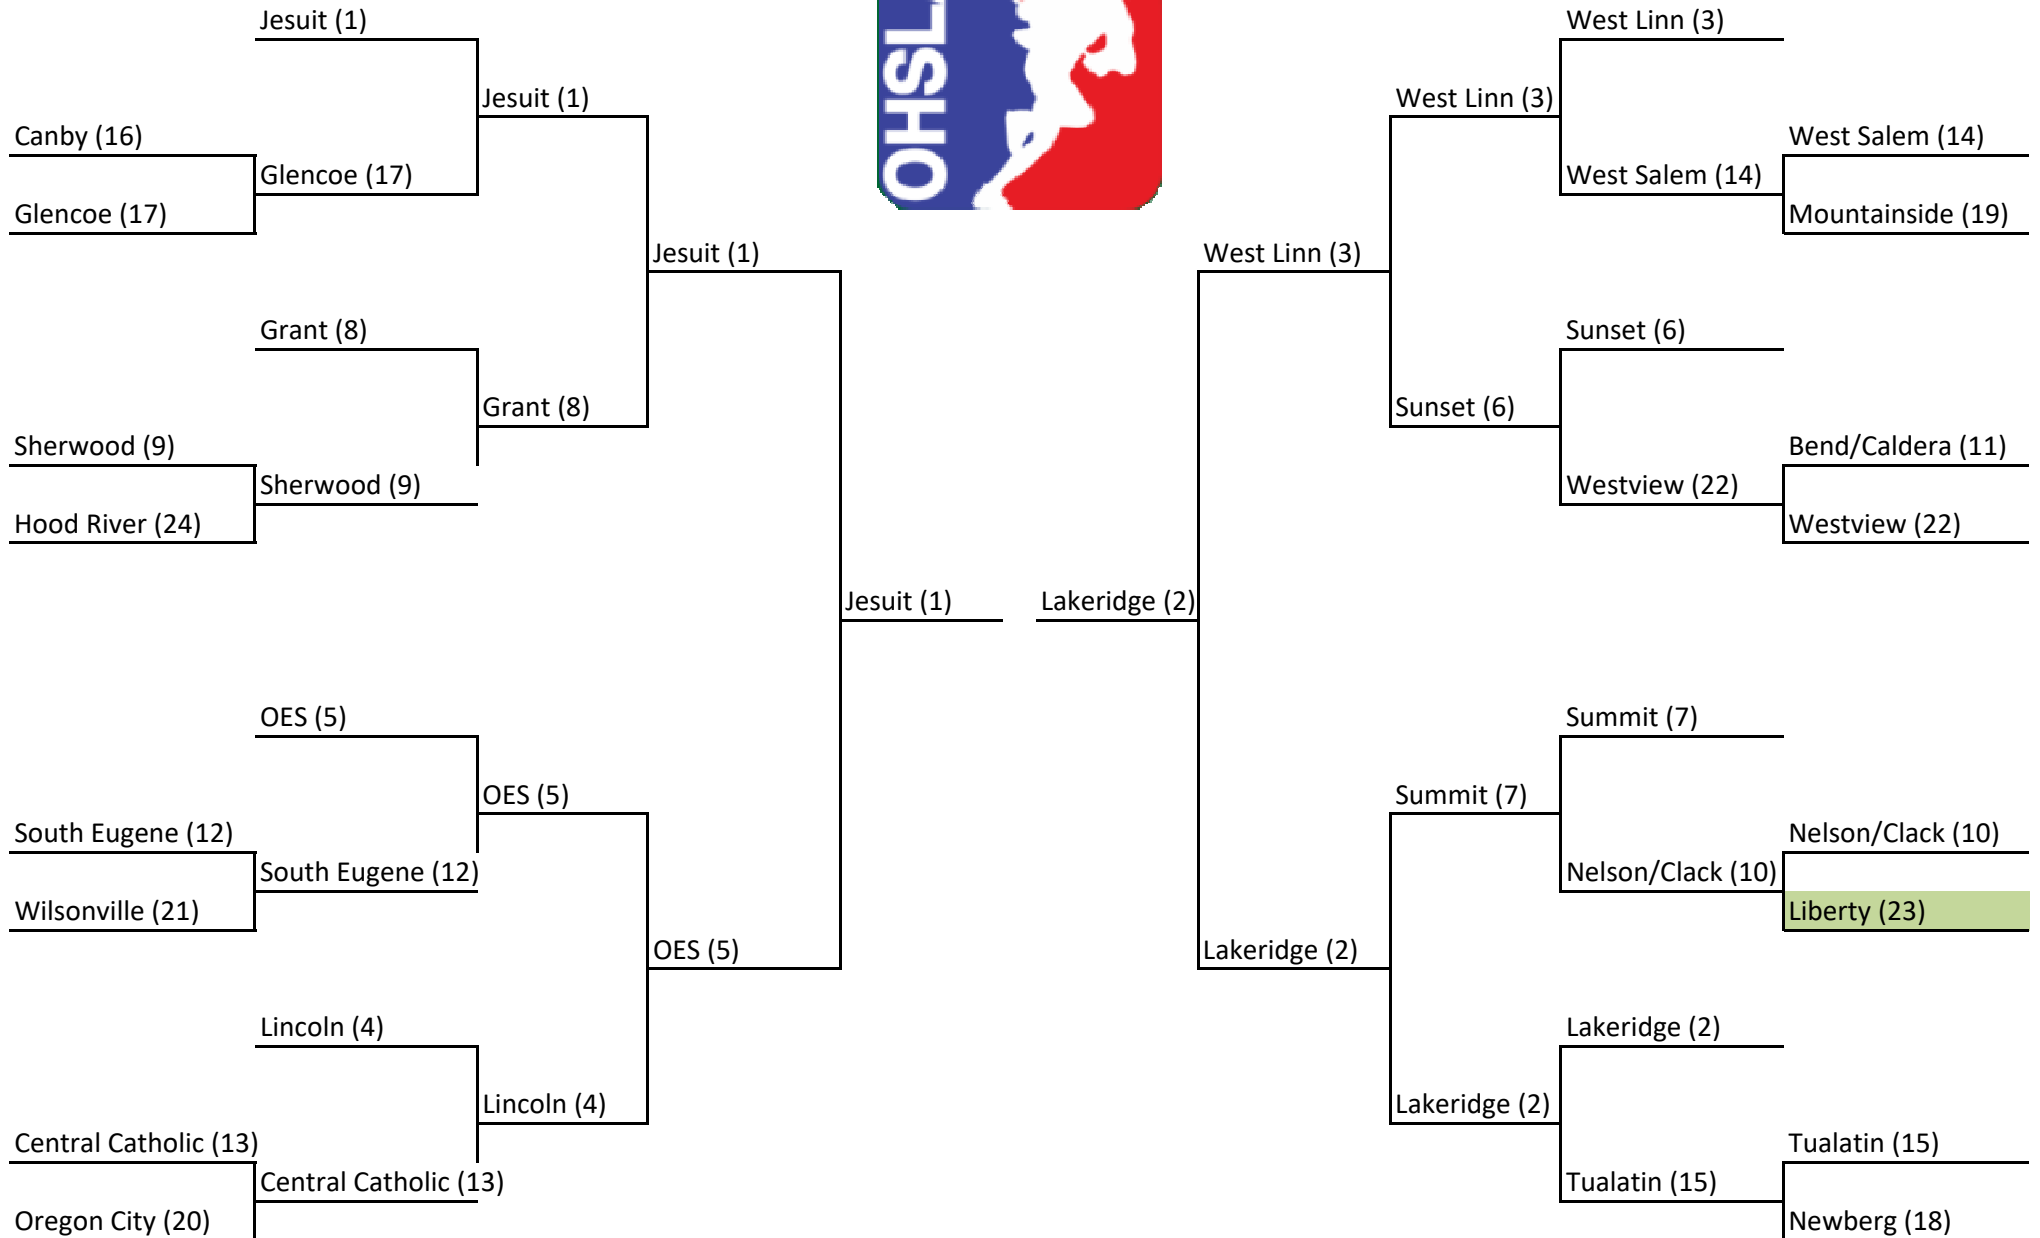 Jesuit (1)
Canby (16)
Glencoe (17)
Glencoe (17)
Jesuit (1)
Grant (8)
Sherwood (9)
Hood River (24)
Sherwood (9)
Grant (8)
Jesuit (1)
OES (5)
South Eugene (12)
Wilsonville (21)
South Eugene (12)
OES (5)
Lincoln (4)
Central Catholic (13)
Oregon City (20)
Central Catholic (13)
Lincoln (4)
OES (5)
Jesuit (1)
OHSL
Lakeridge (2)
West Linn (3)
West Linn (3)
West Linn (3)
West Salem (14)
West Salem (14)
Mountainside (19)
Sunset (6)
Sunset (6)
Westview (22)
Bend/Caldera (11)
Westview (22)
Lakeridge (2)
Summit (7)
Summit (7)
Nelson/Clack (10)
Nelson/Clack (10)
Liberty (23)
Lakeridge (2)
Lakeridge (2)
Tualatin (15)
Tualatin (15)
Newberg (18)